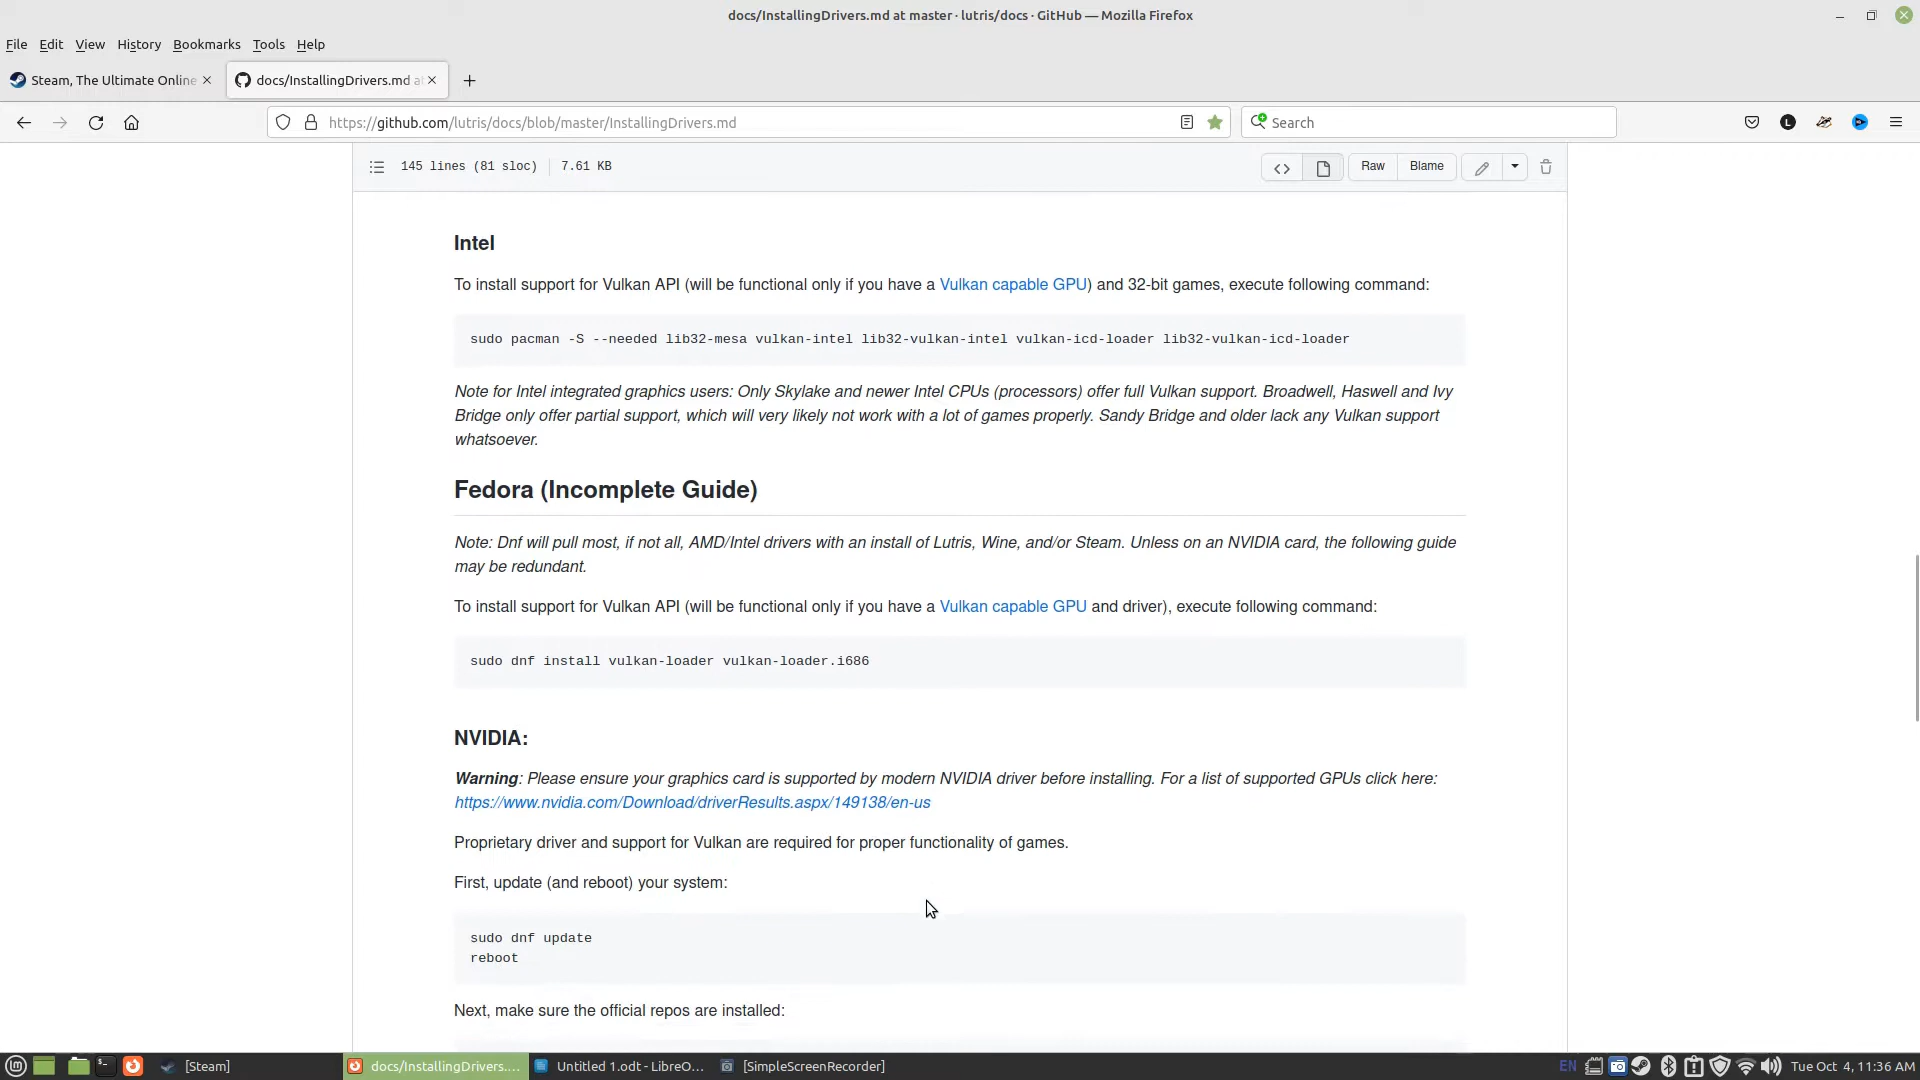 docs/InstallingDrivers.md at master · lutris/docs · GitHub — Mozilla Firefox
File Edit View History Bookmarks Tools Help
Steam, The Ultimate Online
docs/InstallingDrivers.md a
https://github.com/lutris/docs/blob/master/InstallingDrivers.md
Search
L
145 lines (81 sloc) 7.61 KB
Raw Blame
Intel
To install support for Vulkan API (will be functional only if you have a Vulkan capable GPU) and 32-bit games, execute following command:
sudo pacman -S --needed lib32-mesa vulkan-intel lib32-vulkan-intel vulkan-icd-loader lib32-vulkan-icd-loader
Note for Intel integrated graphics users: Only Skylake and newer Intel CPUs (processors) offer full Vulkan support. Broadwell, Haswell and Ivy
Bridge only offer partial support, which will very likely not work with a lot of games properly. Sandy Bridge and older lack any Vulkan support
whatsoever.
Fedora (Incomplete Guide)
Note: Dnf will pull most, if not all, AMD/Intel drivers with an install of Lutris, Wine, and/or Steam. Unless on an NVIDIA card, the following guide
may be redundant.
To install support for Vulkan API (will be functional only if you have a Vulkan capable GPU and driver), execute following command:
sudo dnf install vulkan-loader vulkan-loader.i686
NVIDIA:
Warning: Please ensure your graphics card is supported by modern NVIDIA driver before installing. For a list of supported GPUs click here:
https://www.nvidia.com/Download/driverResults.aspx/149138/en-us
Proprietary driver and support for Vulkan are required for proper functionality of games.
First, update (and reboot) your system:
sudo dnf update
reboot
Next, make sure the official repos are installed:
[Steam]
docs/InstallingDrivers....
Untitled 1.odt - LibreO...
[SimpleScreenRecorder]
EN
Tue Oct 4, 11:36 AM